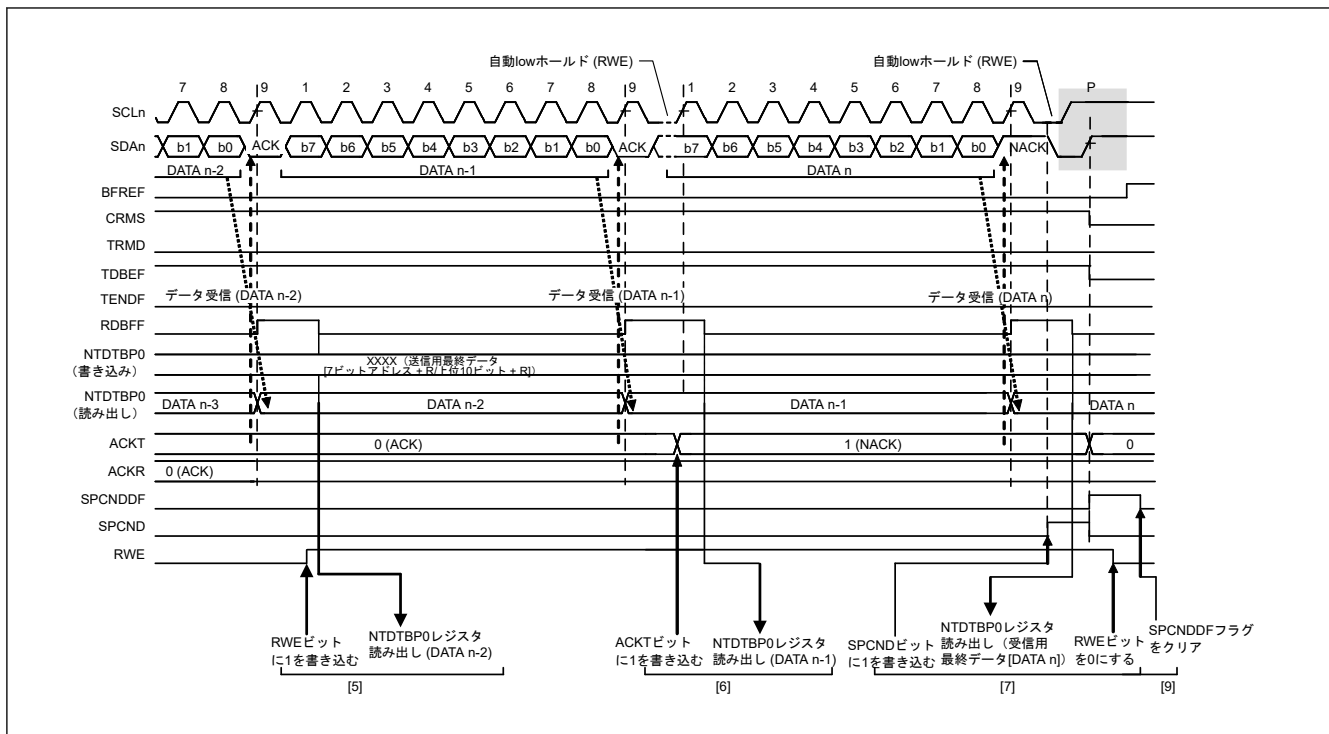 自動lowホールド (RWE)
自動lowホールド (RWE)
7 8 9 1 2 3 4 5 6 7 8 9 1 2 3 4 5 6 7 8 9 P
SCLn
SDAn b1 b0 ACK b7 b6 b5 b4 b3 b2 b1 b0 ACK b7 b6 b5 b4 b3 b2 b1 b0 NACK
DATA n-2 DATA n-1 DATA n
BFREF
CRMS
TRMD
TDBEF
TENDF データ受信 (DATA n-2) データ受信 (DATA n-1) データ受信 (DATA n)
RDBFF
NTDTBP0
(書き込み)
XXXX(送信用最終データ
[7ビットアドレス + R/上位10ビット + R])
NTDTBP0
(読み出し)
DATA n-3 DATA n-2 DATA n-1 DATA n
ACKT 0 (ACK) 1 (NACK) 0
ACKR 0 (ACK)
SPCNDDF
SPCND
RWE
RWEビット
に1を書き込む
NTDTBP0レジスタ
読み出し (DATA n-2)
ACKTビット
に1を書き込む
NTDTBP0レジスタ
読み出し (DATA n-1)
SPCNDビット
に1を書き込む
NTDTBP0レジスタ
読み出し(受信用
最終データ[DATA n])
RWEビット
を0にする
SPCNDDFフラグ
をクリア
[5] [6] [7] [9]